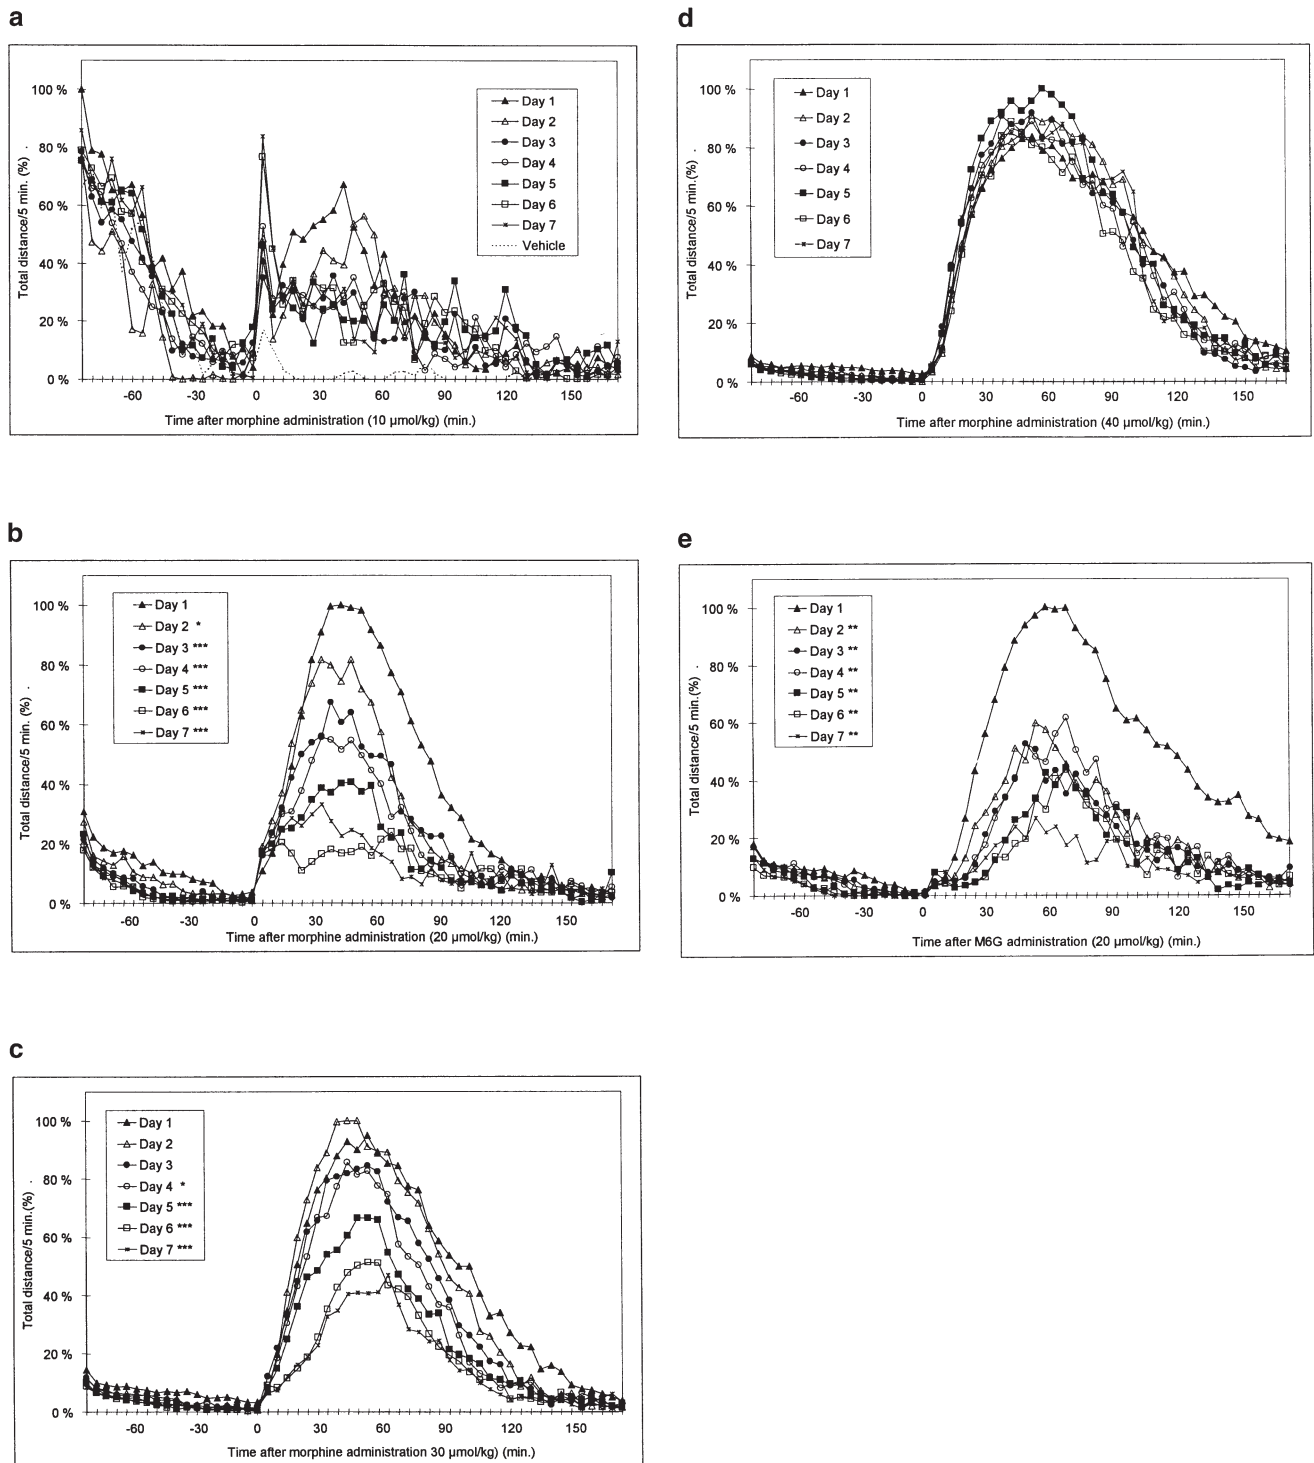 a
Total distance/5 min. (%)
100 %
80 %
60 %
40 %
20 %
0 %
Day 1
Day 2
Day 3
Day 4
Day 5
Day 6
Day 7
Vehicle
-60 -30 0 30 60 90 120 150
Time after morphine administration (10 µmol/kg) (min.)
b
Total distance/5 min. (%)
100 %
80 %
60 %
40 %
20 %
0 %
Day 1
Day 2 *
Day 3 ***
Day 4 ***
Day 5 ***
Day 6 ***
Day 7 ***
-60 -30 0 30 60 90 120 150
Time after morphine administration (20 µmol/kg) (min.)
c
Total distance/5 min.(%)
100 %
80 %
60 %
40 %
20 %
0 %
Day 1
Day 2
Day 3
Day 4 *
Day 5 ***
Day 6 ***
Day 7 ***
-60 -30 0 30 60 90 120 150
Time after morphine administration 30 µmol/kg) (min.)
d
Total distance/5 min.(%)
100 %
80 %
60 %
40 %
20 %
0 %
Day 1
Day 2
Day 3
Day 4
Day 5
Day 6
Day 7
-60 -30 0 30 60 90 120 150
Time after morphine administration (40 µmol/kg) (min.)
e
Total distance/5 min.(%)
100 %
80 %
60 %
40 %
20 %
0 %
Day 1
Day 2 **
Day 3 **
Day 4 **
Day 5 **
Day 6 **
Day 7 **
-60 -30 0 30 60 90 120 150
Time after M6G administration (20 µmol/kg) (min.)